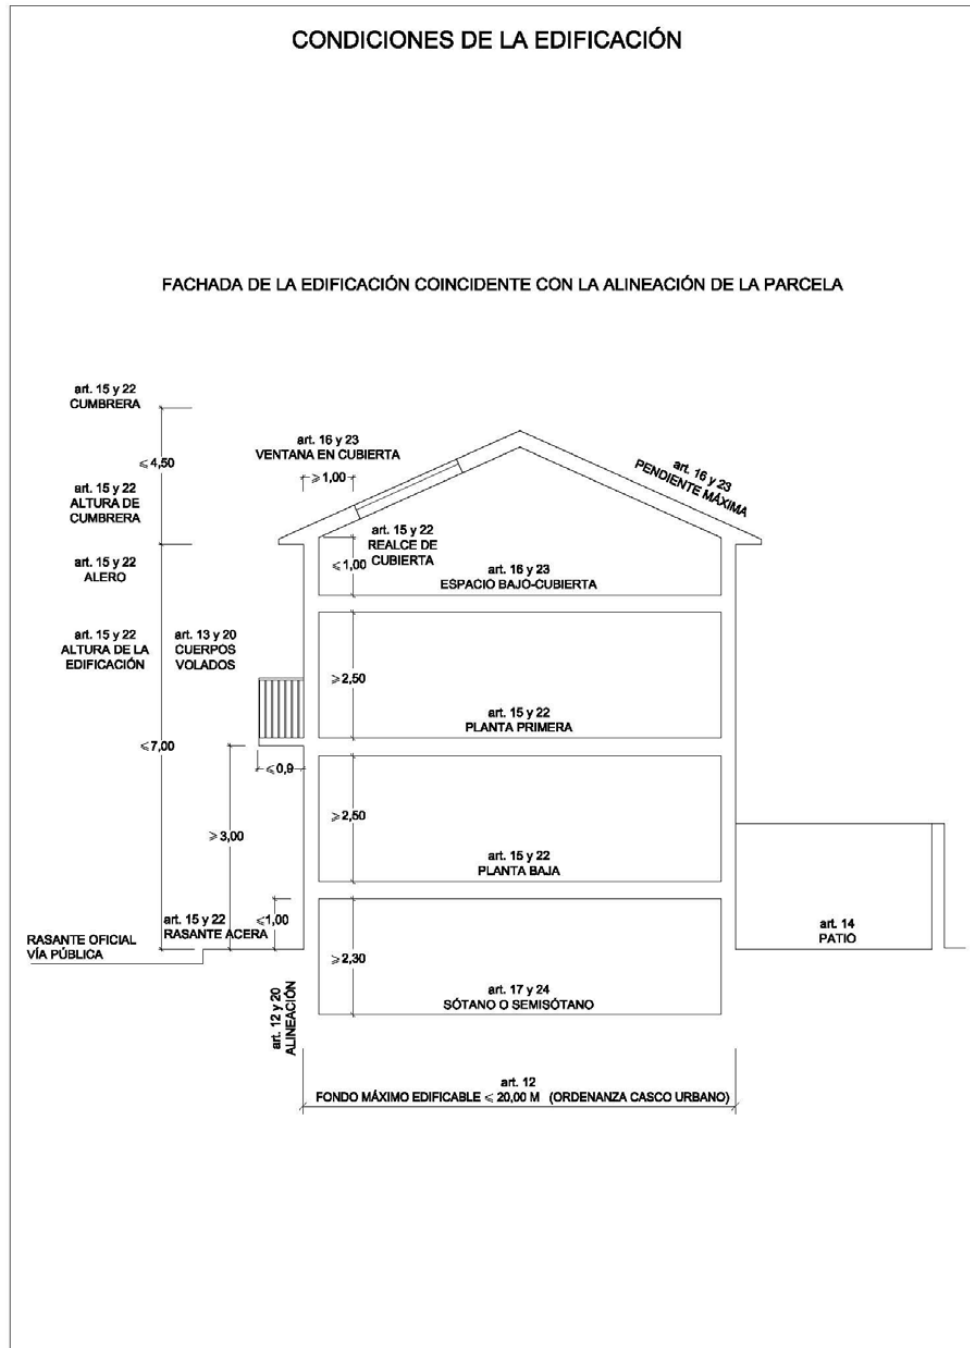 CONDICIONES DE LA EDIFICACIÓN
FACHADA DE LA EDIFICACIÓN COINCIDENTE CON LA ALINEACIÓN DE LA PARCELA
art. 15 y 22
CUMBRERA
⩽4,50
art. 15 y 22
ALTURA DE
CUMBRERA
art. 15 y 22
ALERO
art. 15 y 22
ALTURA DE LA
EDIFICACIÓN
art. 13 y 20
CUERPOS
VOLADOS
⩽7,00
⩽0,9
⩾3,00
art. 15 y 22
RASANTE ACERA
⩽1,00
RASANTE OFICIAL
VÍA PÚBLICA
art. 12 y 20
ALINEACIÓN
art. 16 y 23
VENTANA EN CUBIERTA
⩾1,00
art. 16 y 23
PENDIENTE MÁXIMA
art. 15 y 22
REALCE DE
CUBIERTA
⩽1,00
art. 16 y 23
ESPACIO BAJO-CUBIERTA
⩾2,50
art. 15 y 22
PLANTA PRIMERA
⩾2,50
art. 15 y 22
PLANTA BAJA
⩾2,30
art. 17 y 24
SÓTANO O SEMISÓTANO
art. 14
PATIO
art. 12
FONDO MÁXIMO EDIFICABLE ⩽ 20,00 M (ORDENANZA CASCO URBANO)